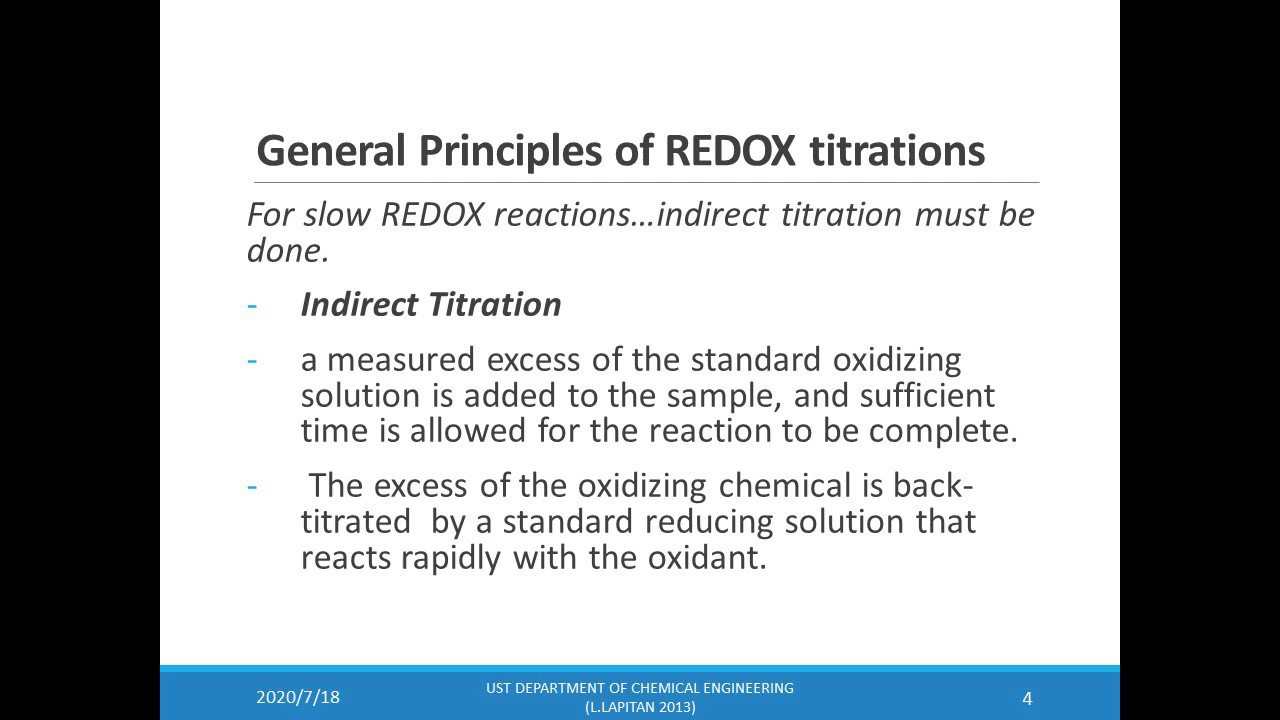 General Principles of REDOX titrations
For slow REDOX reactions…indirect titration must be
done.
- Indirect Titration
- a measured excess of the standard oxidizing
solution is added to the sample, and sufficient
time is allowed for the reaction to be complete.
- The excess of the oxidizing chemical is back-
titrated by a standard reducing solution that
reacts rapidly with the oxidant.
2020/7/18
UST DEPARTMENT OF CHEMICAL ENGINEERING
(L.LAPITAN 2013)
4